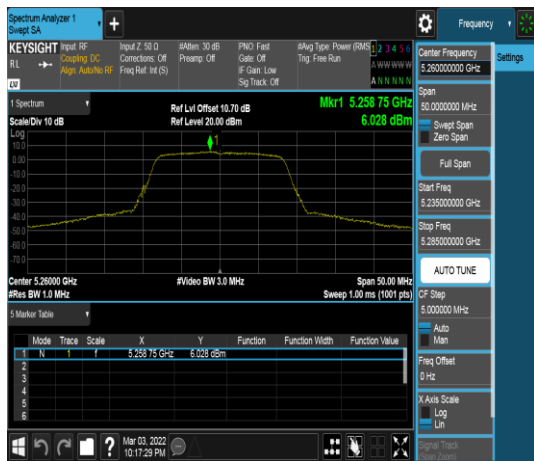 Spectrum Analyzer 1
Swept SA
+
Frequency
KEYSIGHT
Input: RF
Input Z: 50 Ω
#Atten: 30 dB
PNO: Fast
#Avg Type: Power (RMS
1 2 3 4 5 6
RL
Coupling: DC
Corrections: Off
Preamp: Off
Gate: Off
Trig: Free Run
A W W W W W
Align: Auto/No RF
Freq Ref: Int (S)
IF Gain: Low
Sig Track: Off
A N N N N N
LXI
1 Spectrum
Ref Lvl Offset 10.70 dB
Mkr1 5.258 75 GHz
Scale/Div 10 dB
Ref Level 20.00 dBm
6.028 dBm
Log
1
10.0
0.00
-10.0
-20.0
-30.0
-40.0
-50.0
-60.0
-70.0
Center 5.26000 GHz
#Video BW 3.0 MHz
Span 50.00 MHz
#Res BW 1.0 MHz
Sweep 1.00 ms (1001 pts)
5 Marker Table
Mode Trace Scale X Y Function Function Width Function Value
1 N 1 f 5.258 75 GHz 6.028 dBm
2
3
4
5
6
?
Mar 03, 2022
10:17:29 PM
Center Frequency
5.260000000 GHz
Settings
Span
50.0000000 MHz
Swept Span
Zero Span
Full Span
Start Freq
5.235000000 GHz
Stop Freq
5.285000000 GHz
AUTO TUNE
CF Step
5.000000 MHz
Auto
Man
Freq Offset
0 Hz
X Axis Scale
Log
Lin
Signal Track
(Span Zoom)